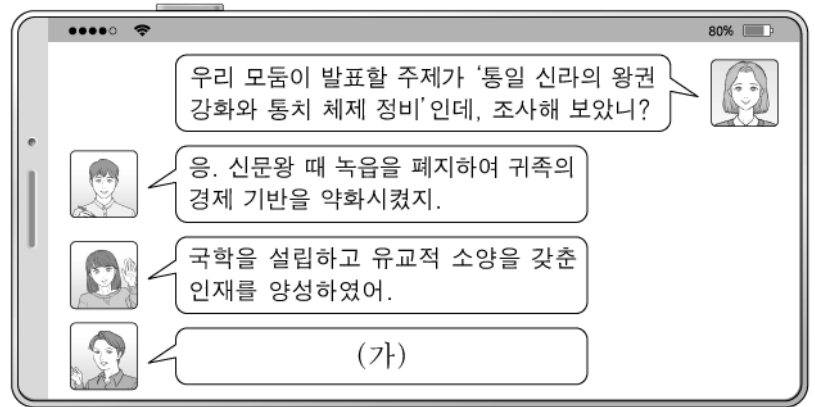 80%
우리 모둠이 발표할 주제가 ‘통일 신라의 왕권
강화와 통치 체제 정비’인데, 조사해 보았니?
응. 신문왕 때 녹읍을 폐지하여 귀족의
경제 기반을 약화시켰지.
국학을 설립하고 유교적 소양을 갖춘
인재를 양성하였어.
(가)